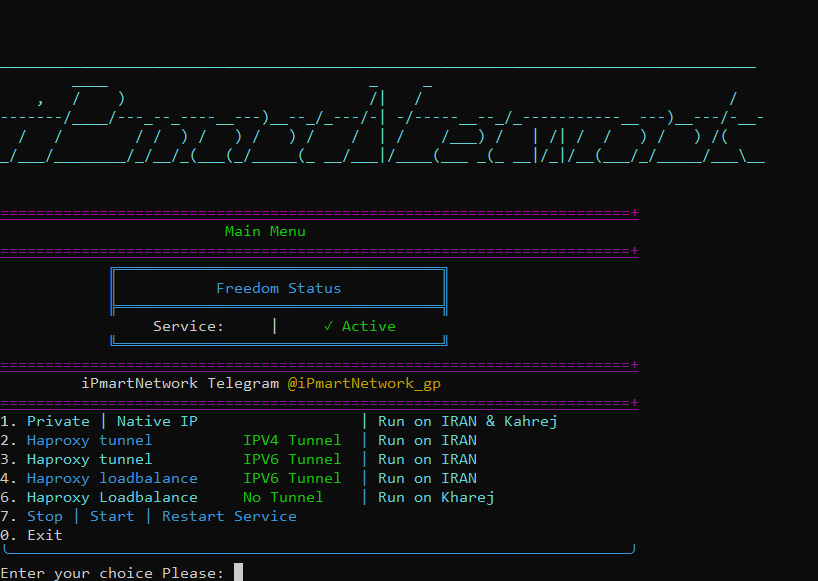 iPmartNetwork
Main Menu
Freedom Status
Service: | ✓ Active
iPmartNetwork Telegram @iPmartNetwork_gp
1. Private | Native IP | Run on IRAN & Kahrej
2. Haproxy tunnel IPV4 Tunnel | Run on IRAN
3. Haproxy tunnel IPV6 Tunnel | Run on IRAN
4. Haproxy loadbalance IPV6 Tunnel | Run on IRAN
6. Haproxy Loadbalance No Tunnel | Run on Kharej
7. Stop | Start | Restart Service
0. Exit
Enter your choice Please: